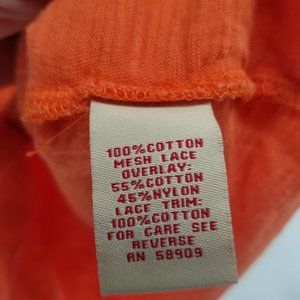 100%COTTON
MESH LACE
OVERLAY:
55%COTTON
45%NYLON
LACE TRIM:
100%COTTON
FOR CARE SEE
REVERSE
RN 58909